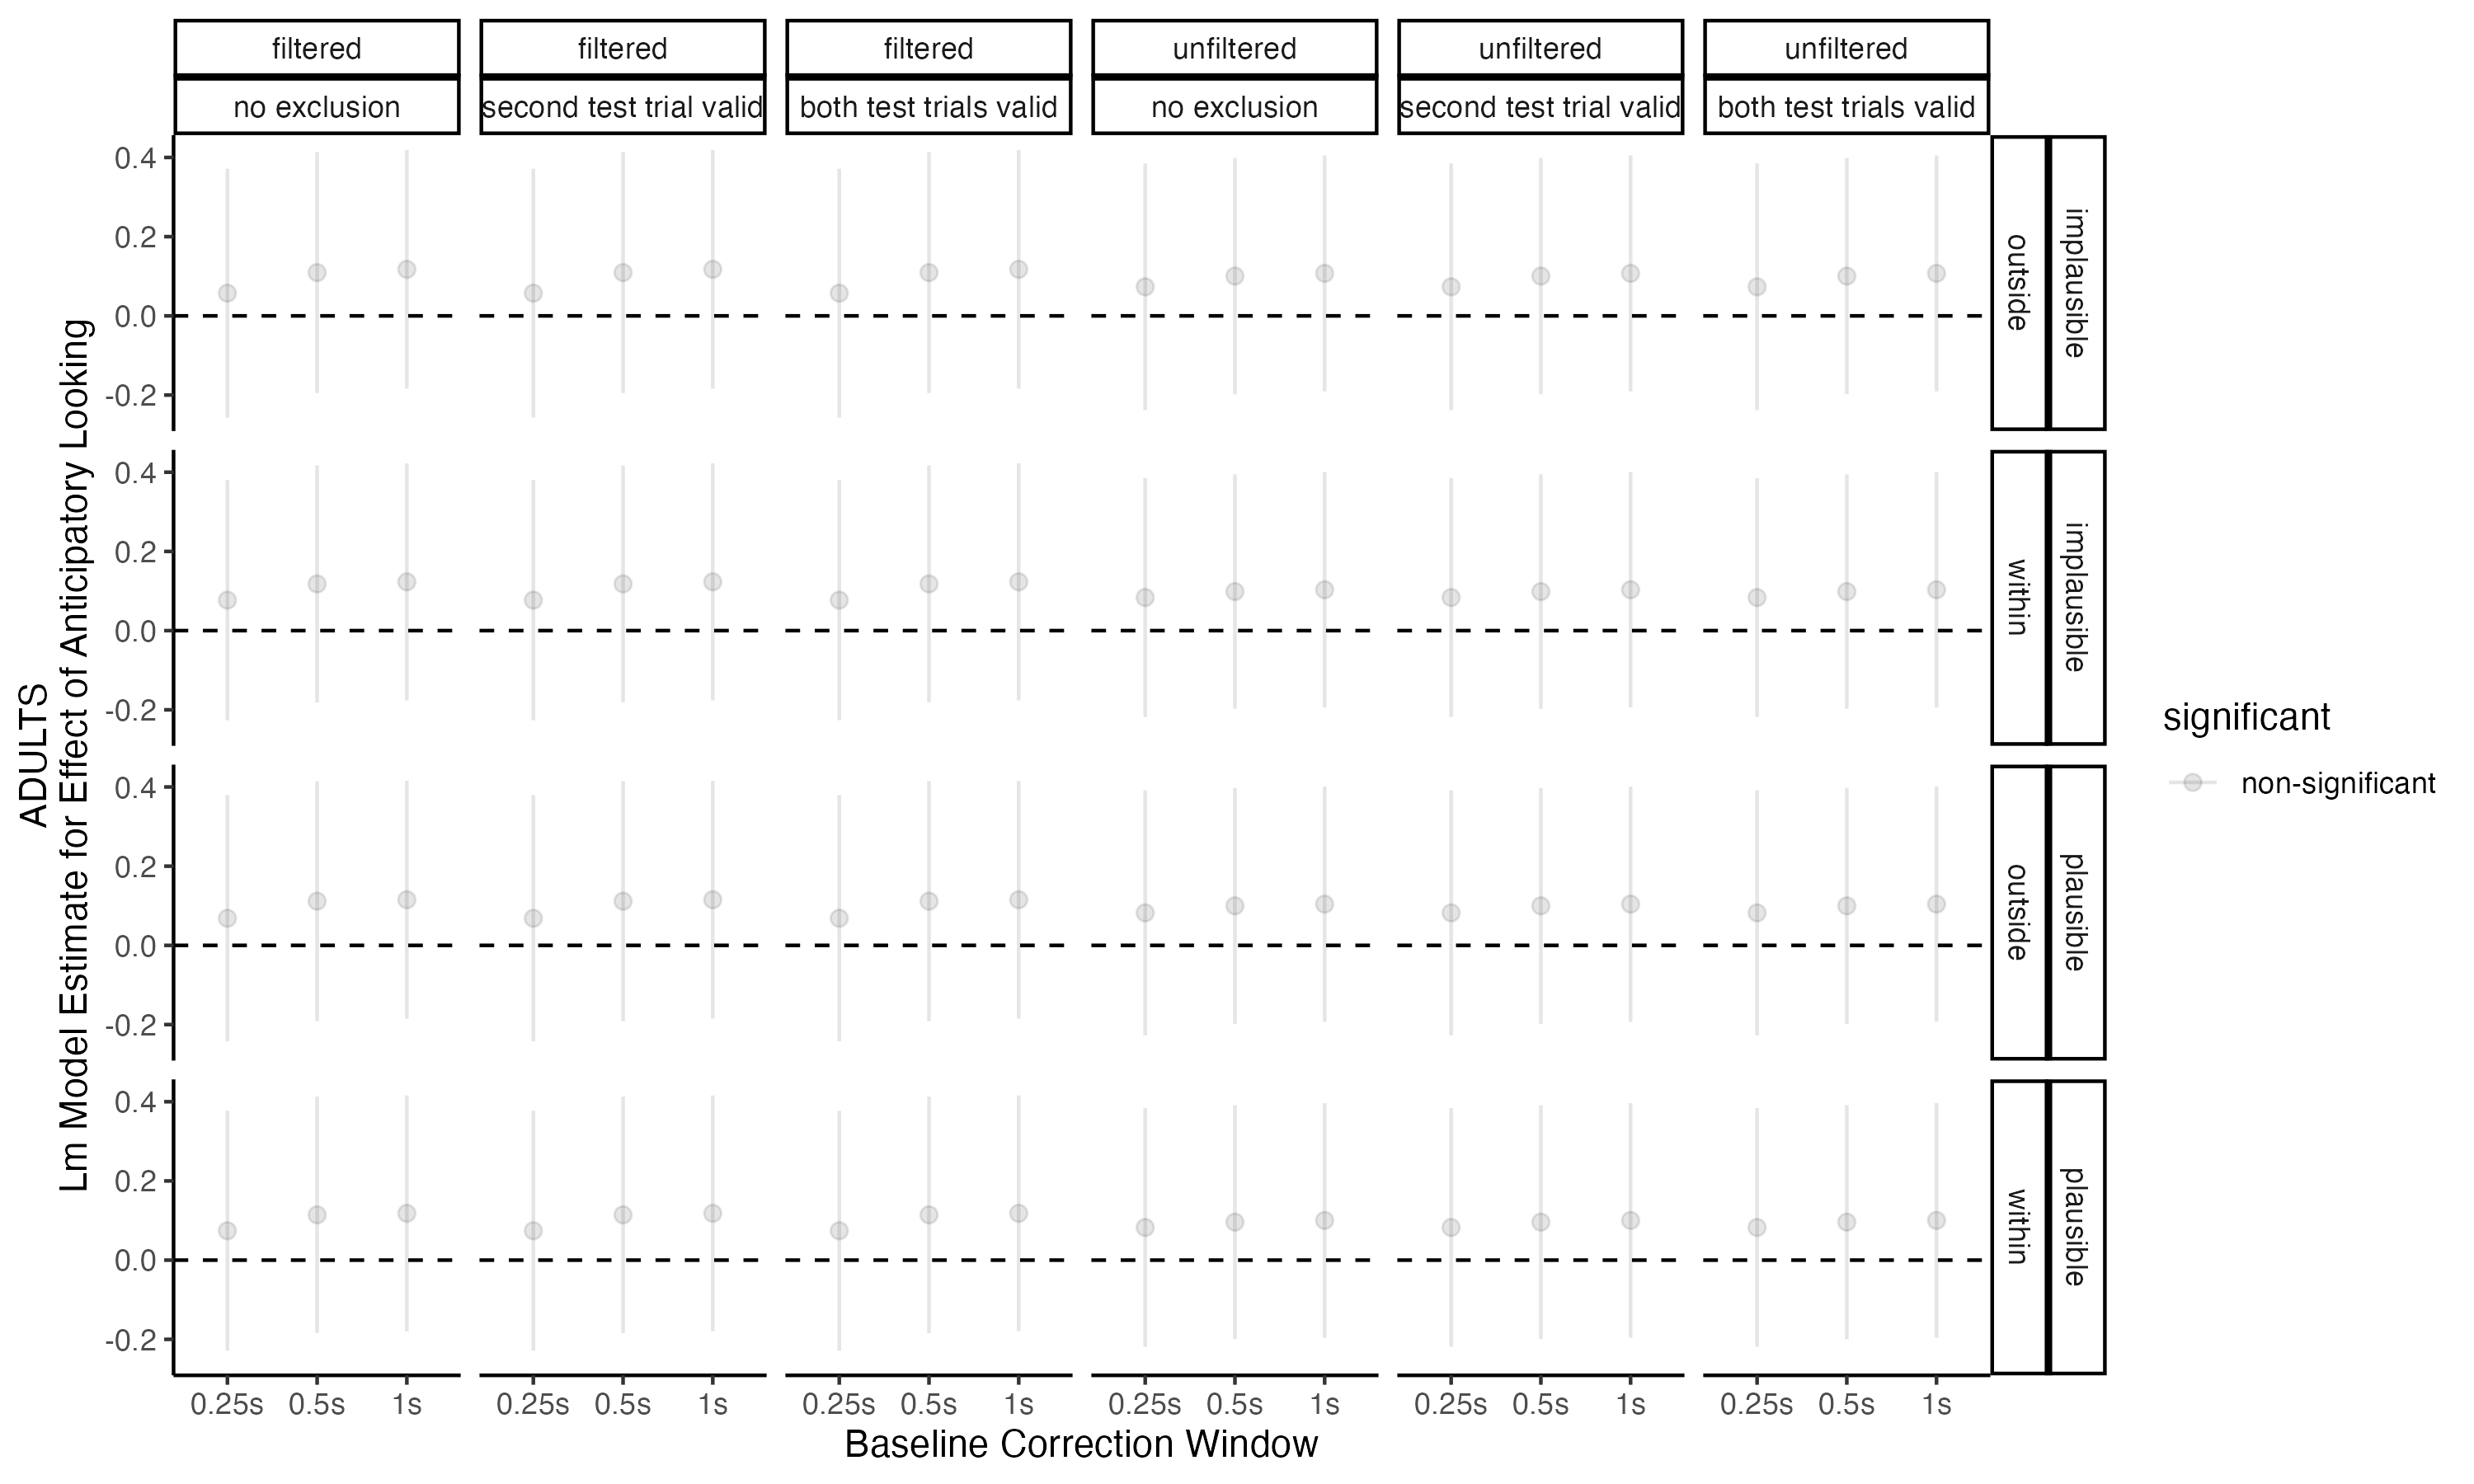 filtered
filtered
filtered
unfiltered
unfiltered
unfiltered
no exclusion
second test trial valid
both test trials valid
no exclusion
second test trial valid
both test trials valid
ADULTS
Lm Model Estimate for Effect of Anticipatory Looking
0.4
0.2
0.0
-0.2
outside
implausible
0.4
0.2
0.0
-0.2
within
implausible
0.4
0.2
0.0
-0.2
outside
plausible
0.4
0.2
0.0
-0.2
within
plausible
0.25s 0.5s 1s
0.25s 0.5s 1s
0.25s 0.5s 1s
0.25s 0.5s 1s
0.25s 0.5s 1s
0.25s 0.5s 1s
Baseline Correction Window
significant
non-significant